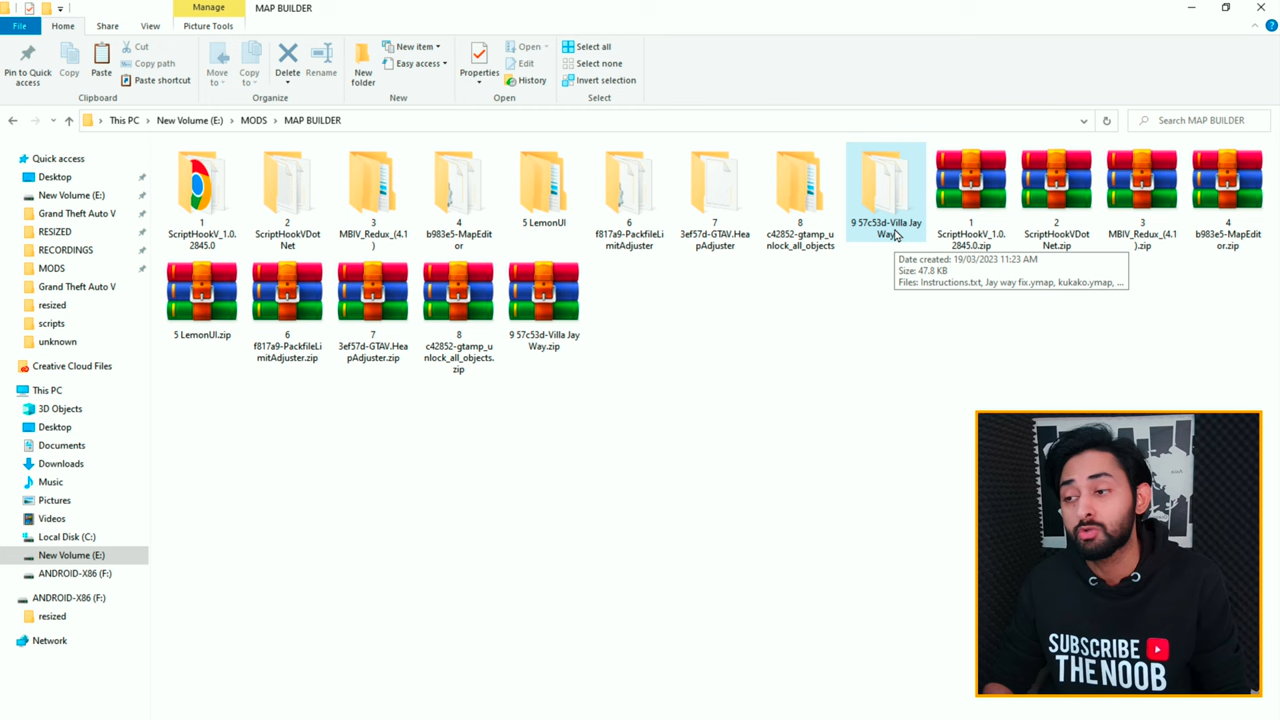 Manage
MAP BUILDER
File
Home
Share
View
Picture Tools
Pin to Quick
access
Copy
Paste
Cut
Copy path
Paste shortcut
Clipboard
Move
to
Copy
to
Delete
Rename
Organize
New
folder
New item
Easy access
New
Properties
Open
Edit
History
Open
Select all
Select none
Invert selection
Select
This PC > New Volume (E:) > MODS > MAP BUILDER
Search MAP BUILDER
Quick access
Desktop
New Volume (E:)
Grand Theft Auto V
RESIZED
RECORDINGS
MODS
Grand Theft Auto V
resized
scripts
unknown
Creative Cloud Files
This PC
3D Objects
Desktop
Documents
Downloads
Music
Pictures
Videos
Local Disk (C:)
New Volume (E:)
ANDROID-X86 (F:)
ANDROID-X86 (F:)
resized
Network
1
ScriptHookV_1.0.
2845.0
2
ScriptHookVDot
Net
3
MBIV_Redux_(4.1
)
4
b983e5-MapEdit
or
5 LemonUI
6
f817a9-PackfileLi
mitAdjuster
7
3ef57d-GTAV.Hea
pAdjuster
8
c42852-gtamp_u
nlock_all_objects
9 57c53d-Villa Jay
Way
1
ScriptHookV_1.0.
2845.0.zip
2
ScriptHookVDot
Net.zip
3
MBIV_Redux_(4.1
).zip
4
b983e5-MapEdit
or.zip
Date created: 19/03/2023 11:23 AM
Size: 47.8 KB
Files: Instructions.txt, Jay way fix.ymap, kukako.ymap, ...
5 LemonUI.zip
6
f817a9-PackfileLi
mitAdjuster.zip
7
3ef57d-GTAV.Hea
pAdjuster.zip
8
c42852-gtamp_u
nlock_all_objects.
zip
9 57c53d-Villa Jay
Way.zip
SUBSCRIBE
THE NOOB